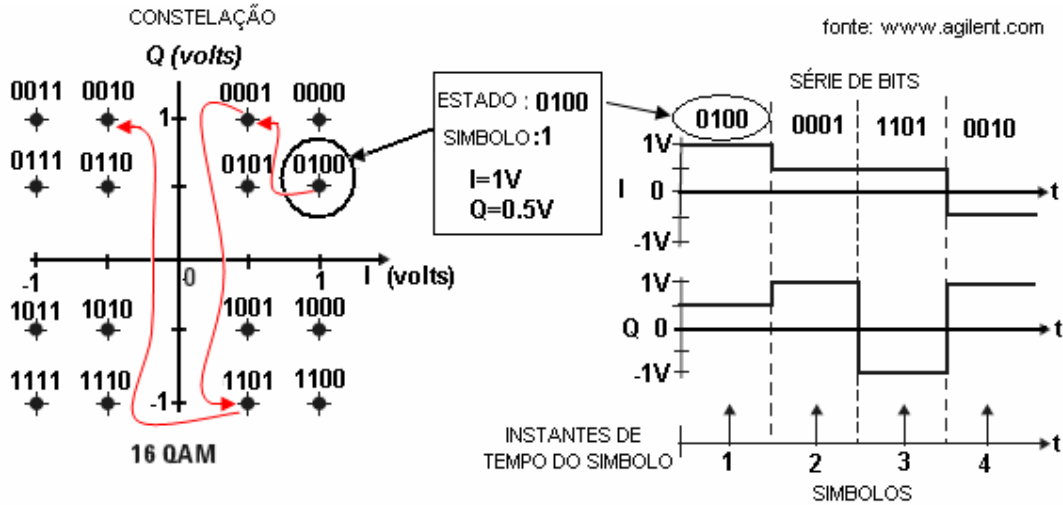 CONSTELAÇÃO
fonte: www.agilent.com
Q (volts)
0011 0010 0001 0000
1
0111 0110 0101 0100
-1 0 1 I (volts)
1011 1010 1001 1000
1111 1110 1101 1100
-1
16 QAM
ESTADO : 0100
SIMBOLO:1
I=1V
Q=0.5V
SÉRIE DE BITS
0100 0001 1101 0010
1V
I 0 t
-1V
1V
Q 0 t
-1V
INSTANTES DE
TEMPO DO SIMBOLO t
1 2 3 4
SIMBOLOS